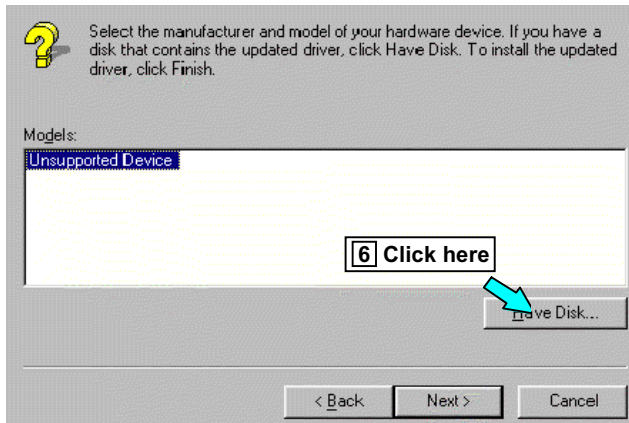 Select the manufacturer and model of your hardware device. If you have a
disk that contains the updated driver, click Have Disk. To install the updated
driver, click Finish.
Models:
Unsupported Device
6 Click here
Have Disk...
< Back
Next >
Cancel